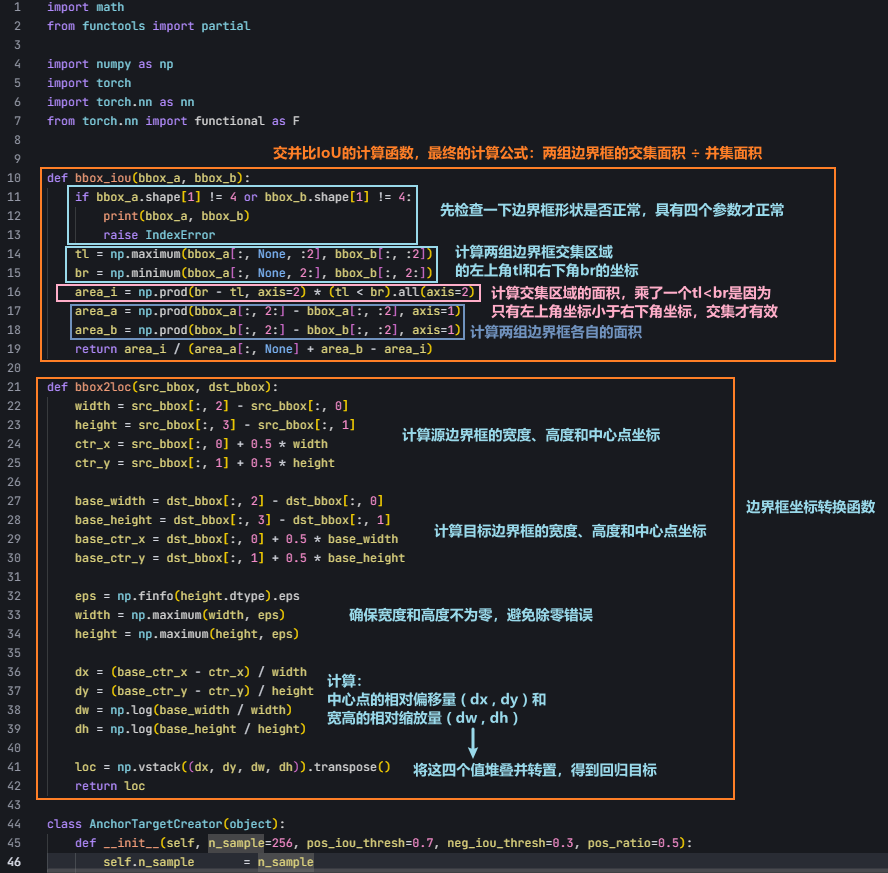 1 import math
2 from functools import partial
3
4 import numpy as np
5 import torch
6 import torch.nn as nn
7 from torch.nn import functional as F
8
交并比IoU的计算函数，最终的计算公式：两组边界框的交集面积 ÷ 并集面积
9
10 def bbox_iou(bbox_a, bbox_b):
11 if bbox_a.shape[1] != 4 or bbox_b.shape[1] != 4:
12 print(bbox_a, bbox_b)
先检查一下边界框形状是否正常，具有四个参数才正常
13 raise IndexError
14 tl = np.maximum(bbox_a[:, None, :2], bbox_b[:, :2])
计算两组边界框交集区域
15 br = np.minimum(bbox_a[:, None, 2:], bbox_b[:, 2:])
的左上角tl和右下角br的坐标
16 area_i = np.prod(br - tl, axis=2) * (tl < br).all(axis=2)
计算交集区域的面积，乘了一个tl<br是因为
17 area_a = np.prod(bbox_a[:, 2:] - bbox_a[:, :2], axis=1)
只有左上角坐标小于右下角坐标，交集才有效
18 area_b = np.prod(bbox_b[:, 2:] - bbox_b[:, :2], axis=1)
计算两组边界框各自的面积
19 return area_i / (area_a[:, None] + area_b - area_i)
20
21 def bbox2loc(src_bbox, dst_bbox):
22 width = src_bbox[:, 2] - src_bbox[:, 0]
23 height = src_bbox[:, 3] - src_bbox[:, 1]
计算源边界框的宽度、高度和中心点坐标
24 ctr_x = src_bbox[:, 0] + 0.5 * width
25 ctr_y = src_bbox[:, 1] + 0.5 * height
26
27 base_width = dst_bbox[:, 2] - dst_bbox[:, 0]
边界框坐标转换函数
28 base_height = dst_bbox[:, 3] - dst_bbox[:, 1]
计算目标边界框的宽度、高度和中心点坐标
29 base_ctr_x = dst_bbox[:, 0] + 0.5 * base_width
30 base_ctr_y = dst_bbox[:, 1] + 0.5 * base_height
31
32 eps = np.finfo(height.dtype).eps
33 width = np.maximum(width, eps)
确保宽度和高度不为零，避免除零错误
34 height = np.maximum(height, eps)
35
36 dx = (base_ctr_x - ctr_x) / width
计算：
37 dy = (base_ctr_y - ctr_y) / height
中心点的相对偏移量（dx , dy）和
38 dw = np.log(base_width / width)
宽高的相对缩放量（dw , dh）
39 dh = np.log(base_height / height)
40
41 loc = np.vstack((dx, dy, dw, dh)).transpose()
将这四个值堆叠并转置，得到回归目标
42 return loc
43
44 class AnchorTargetCreator(object):
45 def __init__(self, n_sample=256, pos_iou_thresh=0.7, neg_iou_thresh=0.3, pos_ratio=0.5):
46 self.n_sample = n_sample